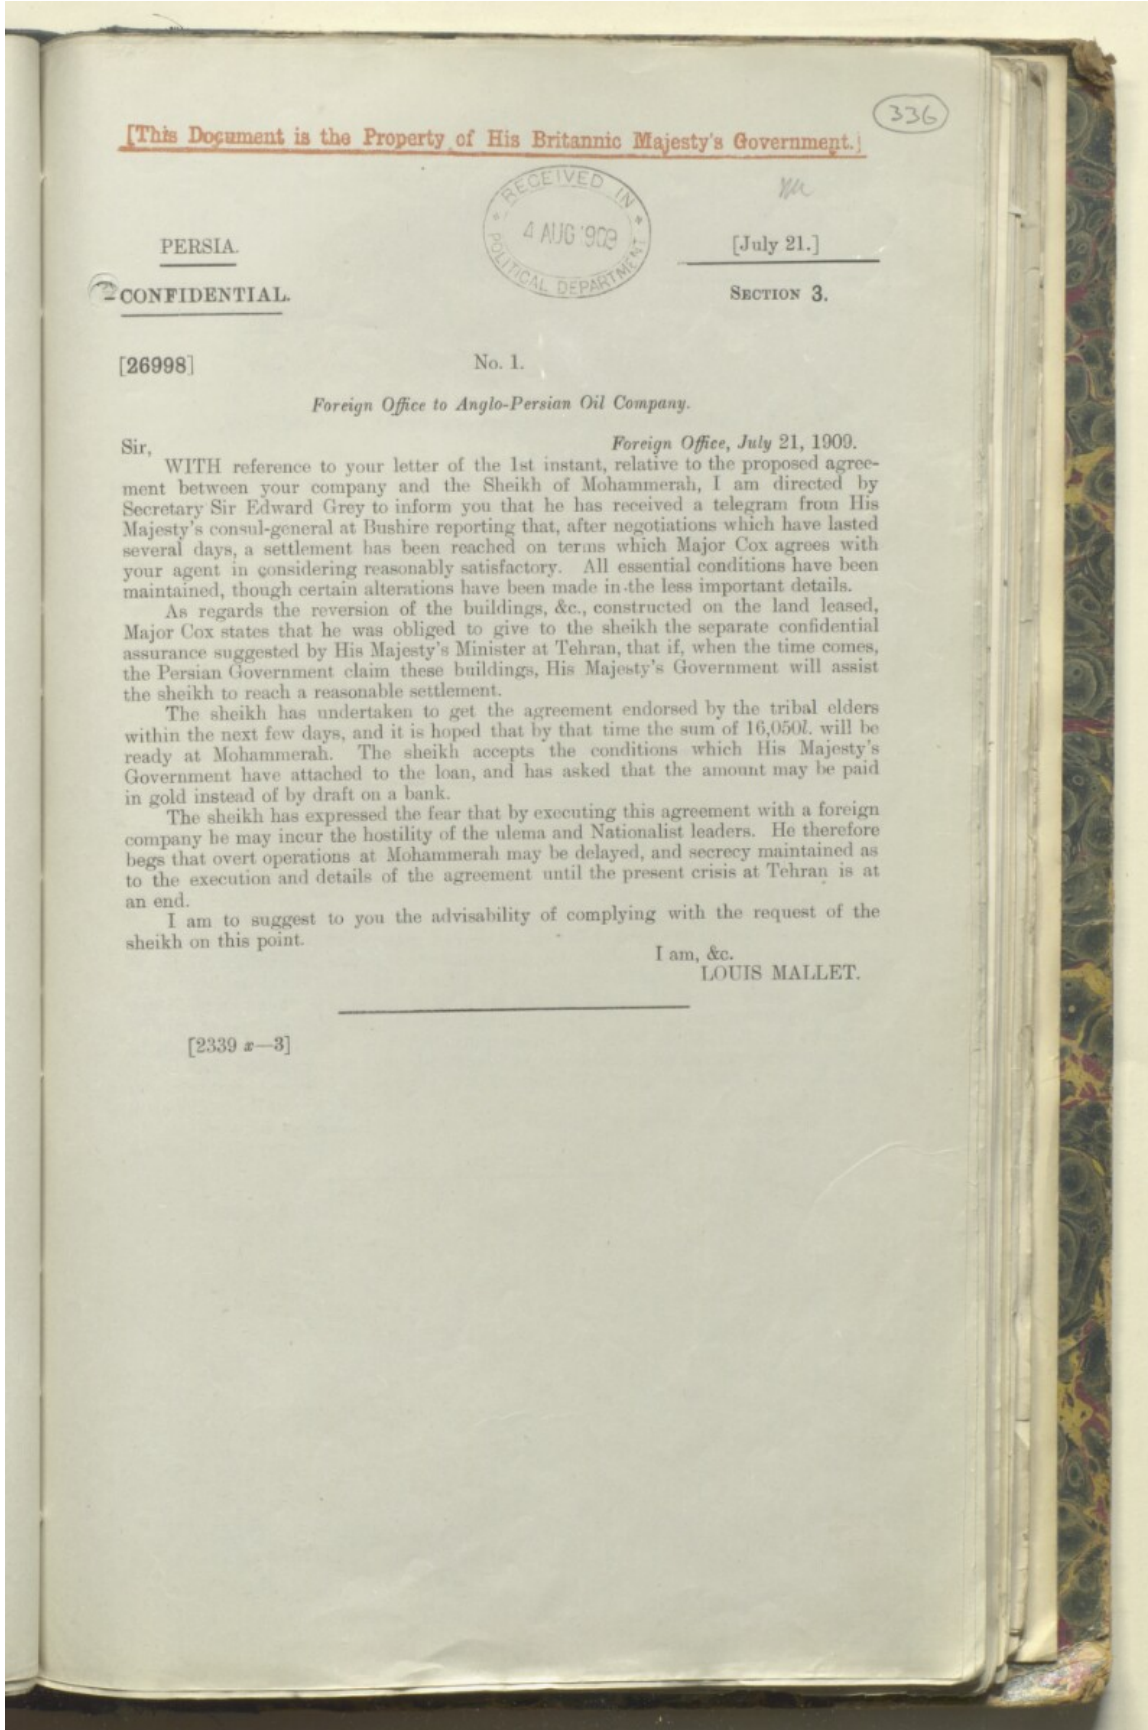 336
[This Document is the Property of His Britannic Majesty's Government.]
RECEIVED IN
4 AUG 1909
POLITICAL DEPARTMENT
PERSIA.
[July 21.]
CONFIDENTIAL.
SECTION 3.
[26998]
No. 1.
Foreign Office to Anglo-Persian Oil Company.
Sir,
Foreign Office, July 21, 1909.
WITH reference to your letter of the 1st instant, relative to the proposed agree-
ment between your company and the Sheikh of Mohammerah, I am directed by
Secretary Sir Edward Grey to inform you that he has received a telegram from His
Majesty's consul-general at Bushire reporting that, after negotiations which have lasted
several days, a settlement has been reached on terms which Major Cox agrees with
your agent in considering reasonably satisfactory. All essential conditions have been
maintained, though certain alterations have been made in the less important details.
As regards the reversion of the buildings, &c., constructed on the land leased,
Major Cox states that he was obliged to give to the sheikh the separate confidential
assurance suggested by His Majesty's Minister at Tehran, that if, when the time comes,
the Persian Government claim these buildings, His Majesty's Government will assist
the sheikh to reach a reasonable settlement.
The sheikh has undertaken to get the agreement endorsed by the tribal elders
within the next few days, and it is hoped that by that time the sum of 16,050l. will be
ready at Mohammerah. The sheikh accepts the conditions which His Majesty's
Government have attached to the loan, and has asked that the amount may be paid
in gold instead of by draft on a bank.
The sheikh has expressed the fear that by executing this agreement with a foreign
company he may incur the hostility of the ulema and Nationalist leaders. He therefore
begs that overt operations at Mohammerah may be delayed, and secrecy maintained as
to the execution and details of the agreement until the present crisis at Tehran is at
an end.
I am to suggest to you the advisability of complying with the request of the
sheikh on this point.
I am, &c.
LOUIS MALLET.
[2339 x—3]